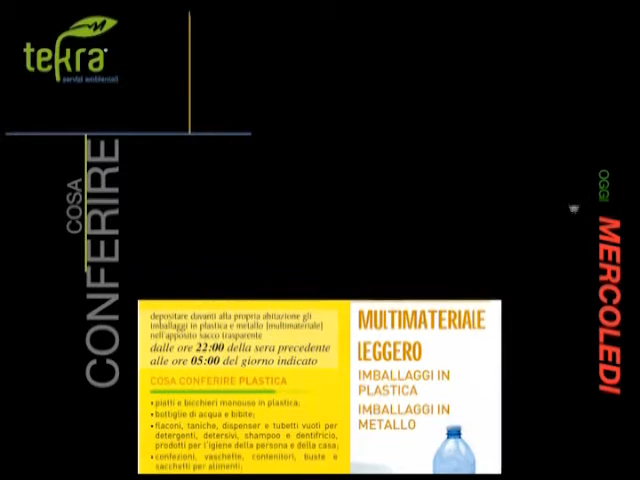 tekra
servizi ambientali
COSA
CONFERIRE
OGGI
MERCOLEDI
depositare davanti alla propria abitazione gli
imballaggi in plastica e metallo [multimateriale]
nell'apposito sacco trasparente
dalle ore 22:00 della sera precedente
alle ore 05:00 del giorno indicato
COSA CONFERIRE PLASTICA
• piatti e bicchieri monouso in plastica;
• bottiglie di acqua e bibite;
• flaconi, taniche, dispenser e tubetti vuoti per
detergenti, detersivi, shampoo e dentifricio,
prodotti per l'igiene della persona e della casa;
• confezioni, vaschette, contenitori, buste e
sacchetti per alimenti;
MULTIMATERIALE
LEGGERO
IMBALLAGGI IN
PLASTICA
IMBALLAGGI IN
METALLO